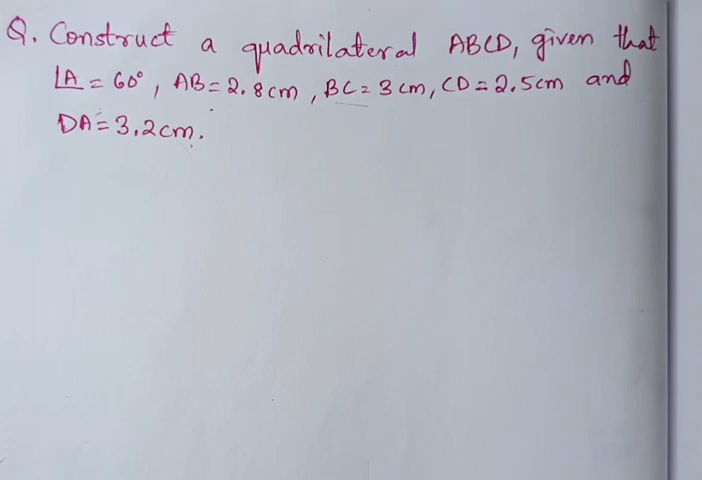 Q. Construct a quadrilateral ABCD, given that
∠A = 60°, AB = 2.8cm, BC = 3 cm, CD = 2.5cm and
DA = 3.2cm.